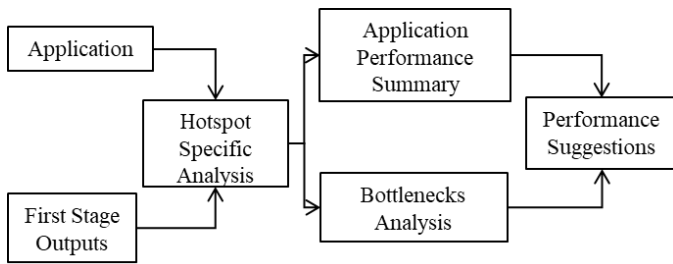 Application
First Stage
Outputs
Hotspot
Specific
Analysis
Application
Performance
Summary
Bottlenecks
Analysis
Performance
Suggestions